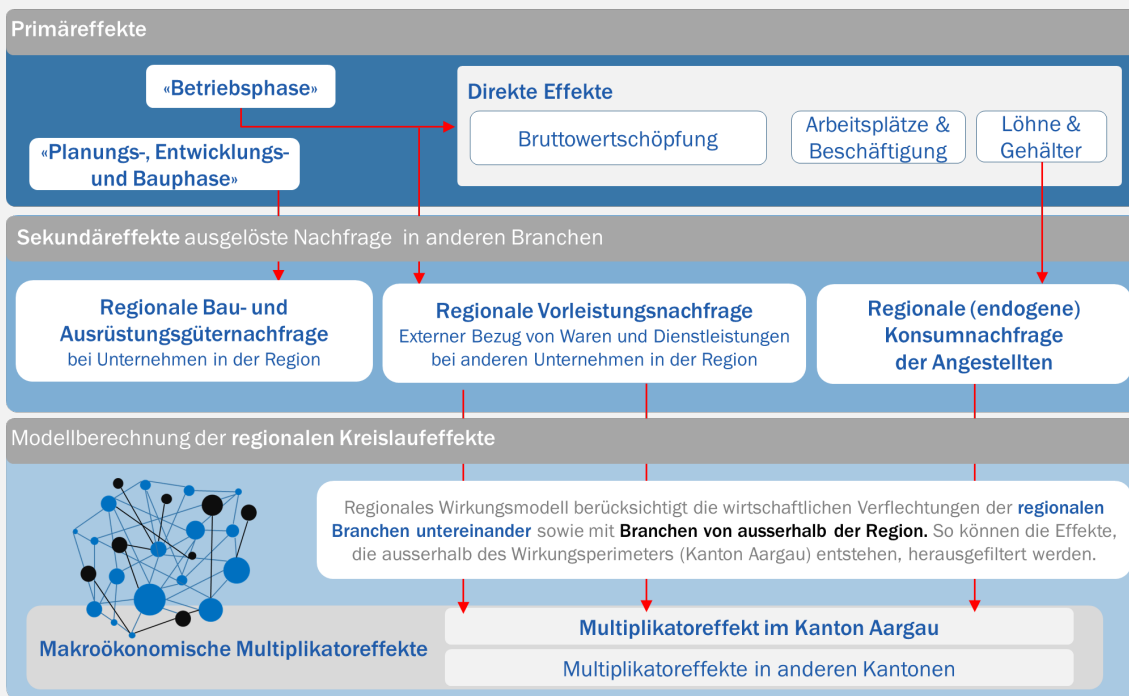 Primäreffekte
«Betriebsphase»
«Planungs-, Entwicklungs-
und Bauphase»
Direkte Effekte
Bruttowertschöpfung
Arbeitsplätze &
Beschäftigung
Löhne &
Gehälter
Sekundäreffekte ausgelöste Nachfrage in anderen Branchen
Regionale Bau- und
Ausrüstungsgüternachfrage
bei Unternehmen in der Region
Regionale Vorleistungsnachfrage
Externer Bezug von Waren und Dienstleistungen
bei anderen Unternehmen in der Region
Regionale (endogene)
Konsumnachfrage
der Angestellten
Modellberechnung der regionalen Kreislaufeffekte
Regionales Wirkungsmodell berücksichtigt die wirtschaftlichen Verflechtungen der regionalen
Branchen untereinander sowie mit Branchen von ausserhalb der Region. So können die Effekte,
die ausserhalb des Wirkungsperimeters (Kanton Aargau) entstehen, herausgefiltert werden.
Makroökonomische Multiplikatoreffekte
Multiplikatoreffekt im Kanton Aargau
Multiplikatoreffekte in anderen Kantonen